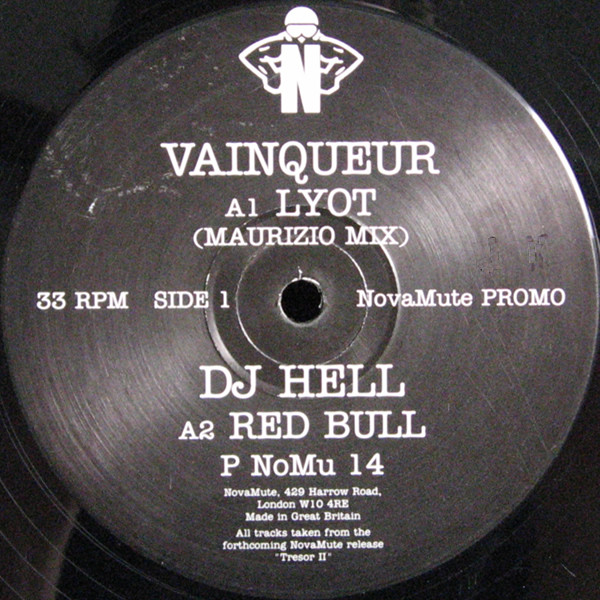 N
VAINQUEUR
A1 LYOT
(MAURIZIO MIX)
33 RPM SIDE 1 NovaMute PROMO
DJ HELL
A2 RED BULL
P NoMu 14
NovaMute, 429 Harrow Road,
London W10 4RE
Made in Great Britain
All tracks taken from the
forthcoming NovaMute release
"Tresor II"